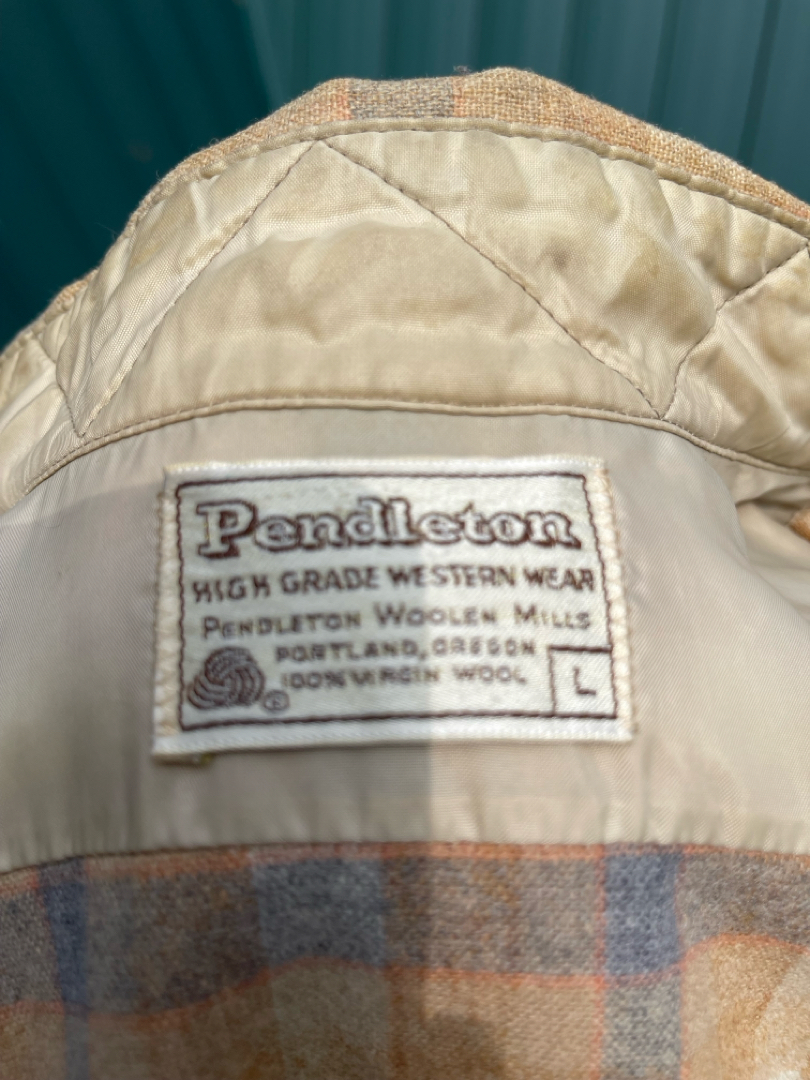 Pendleton
HIGH GRADE WESTERN WEAR
PENDLETON WOOLEN MILLS
PORTLAND, OREGON
100% VIRGIN WOOL
L
®